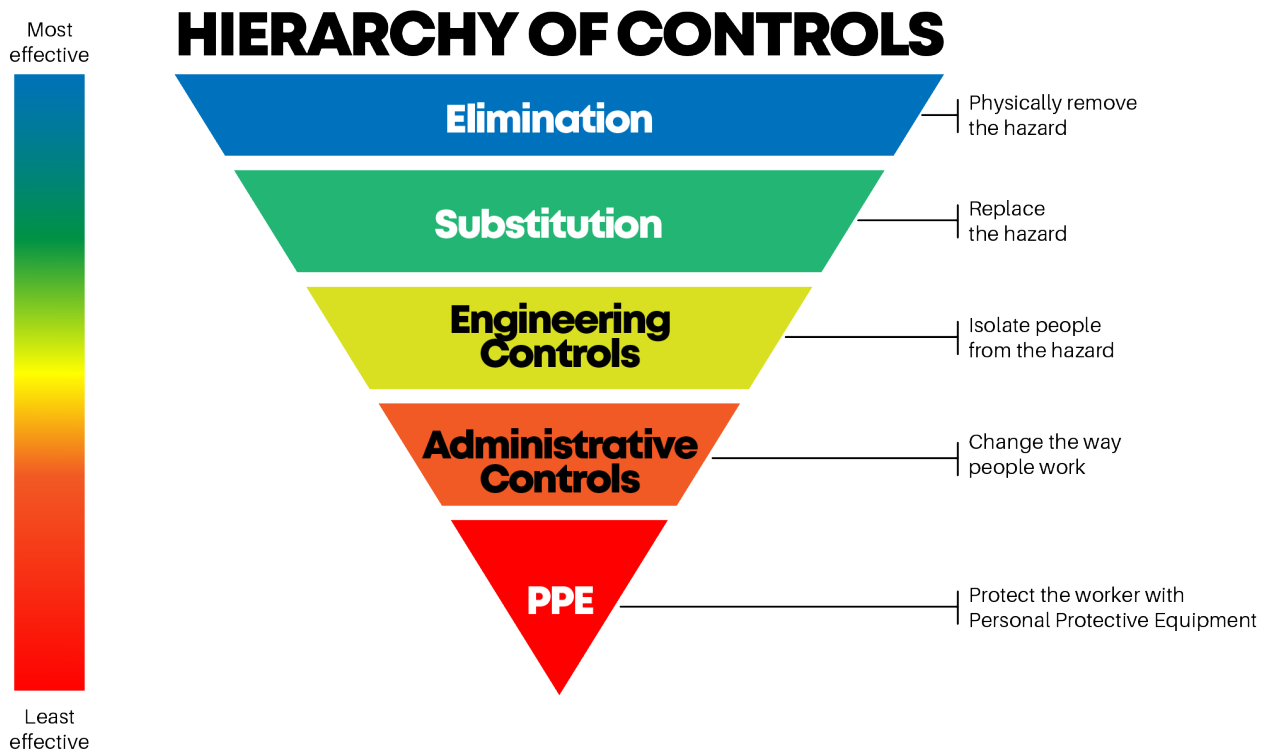 Most
effective
HIERARCHY OF CONTROLS
Elimination
Physically remove
the hazard
Substitution
Replace
the hazard
Engineering
Controls
Isolate people
from the hazard
Administrative
Controls
Change the way
people work
PPE
Protect the worker with
Personal Protective Equipment
Least
effective